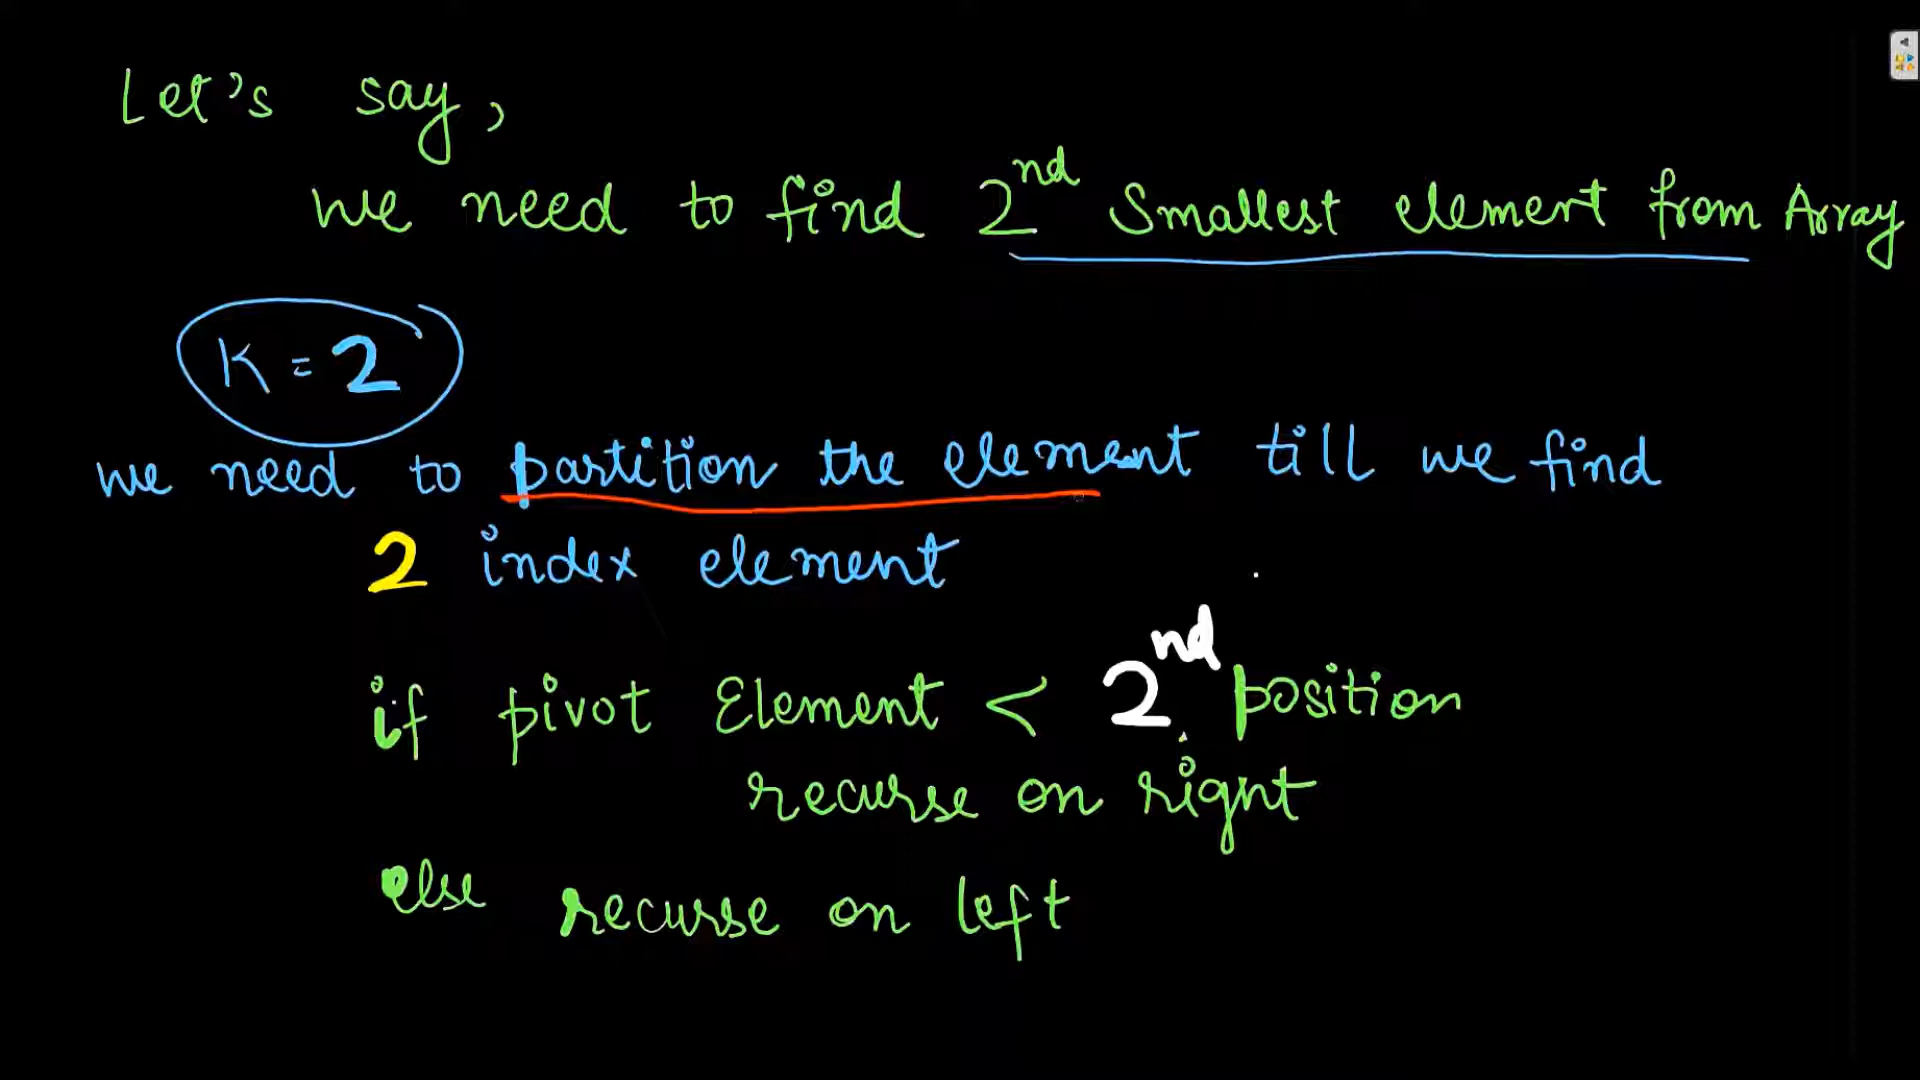 Let's say,
we need to find 2nd Smallest element from Array
K = 2
we need to partition the element till we find
2 index element
if pivot Element < 2nd position
recurse on right
else recurse on left